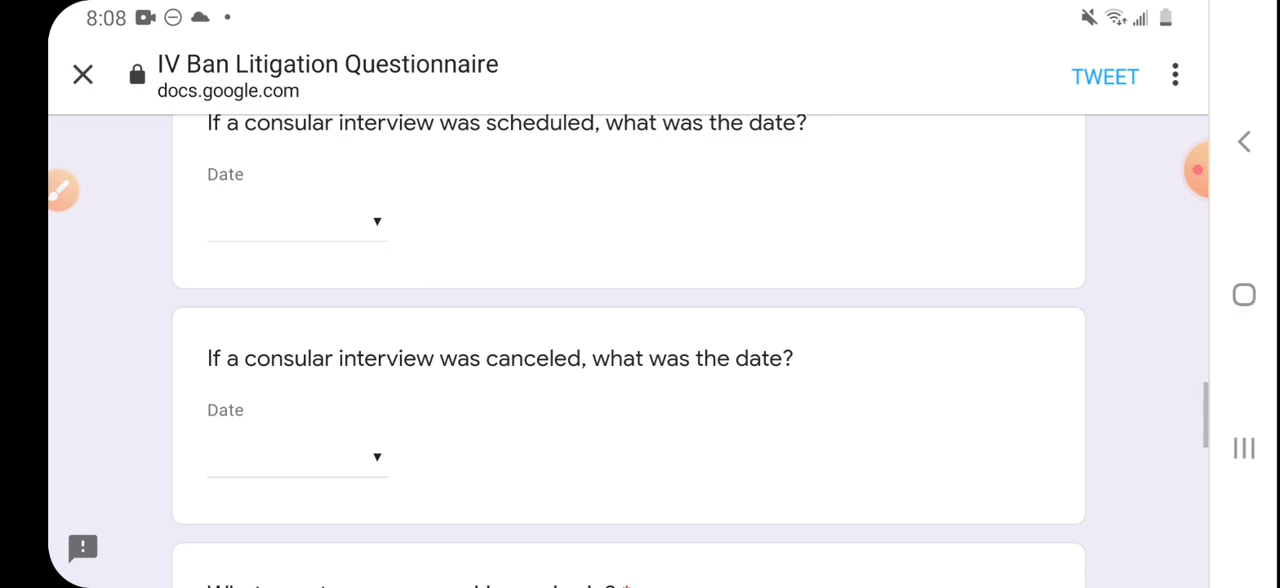 8:08
IV Ban Litigation Questionnaire
TWEET
docs.google.com
If a consular interview was scheduled, what was the date?
Date
If a consular interview was canceled, what was the date?
Date